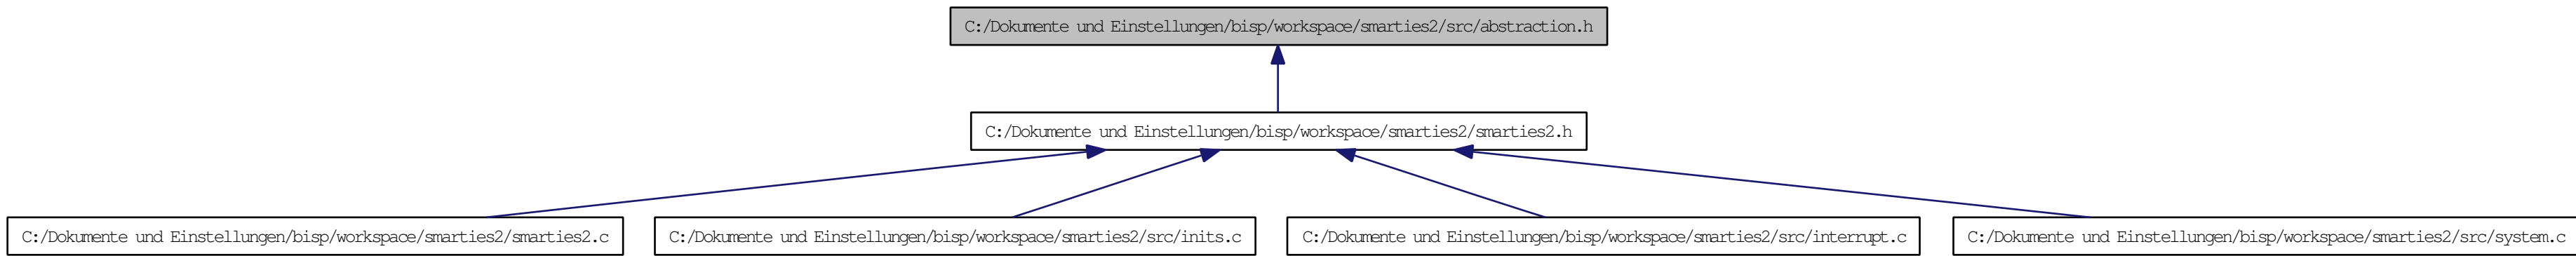 C:/Dokumente und Einstellungen/bisp/workspace/smarties2/src/abstraction.h
C:/Dokumente und Einstellungen/bisp/workspace/smarties2/smarties2.h
C:/Dokumente und Einstellungen/bisp/workspace/smarties2/smarties2.c
C:/Dokumente und Einstellungen/bisp/workspace/smarties2/src/inits.c
C:/Dokumente und Einstellungen/bisp/workspace/smarties2/src/interrupt.c
C:/Dokumente und Einstellungen/bisp/workspace/smarties2/src/system.c